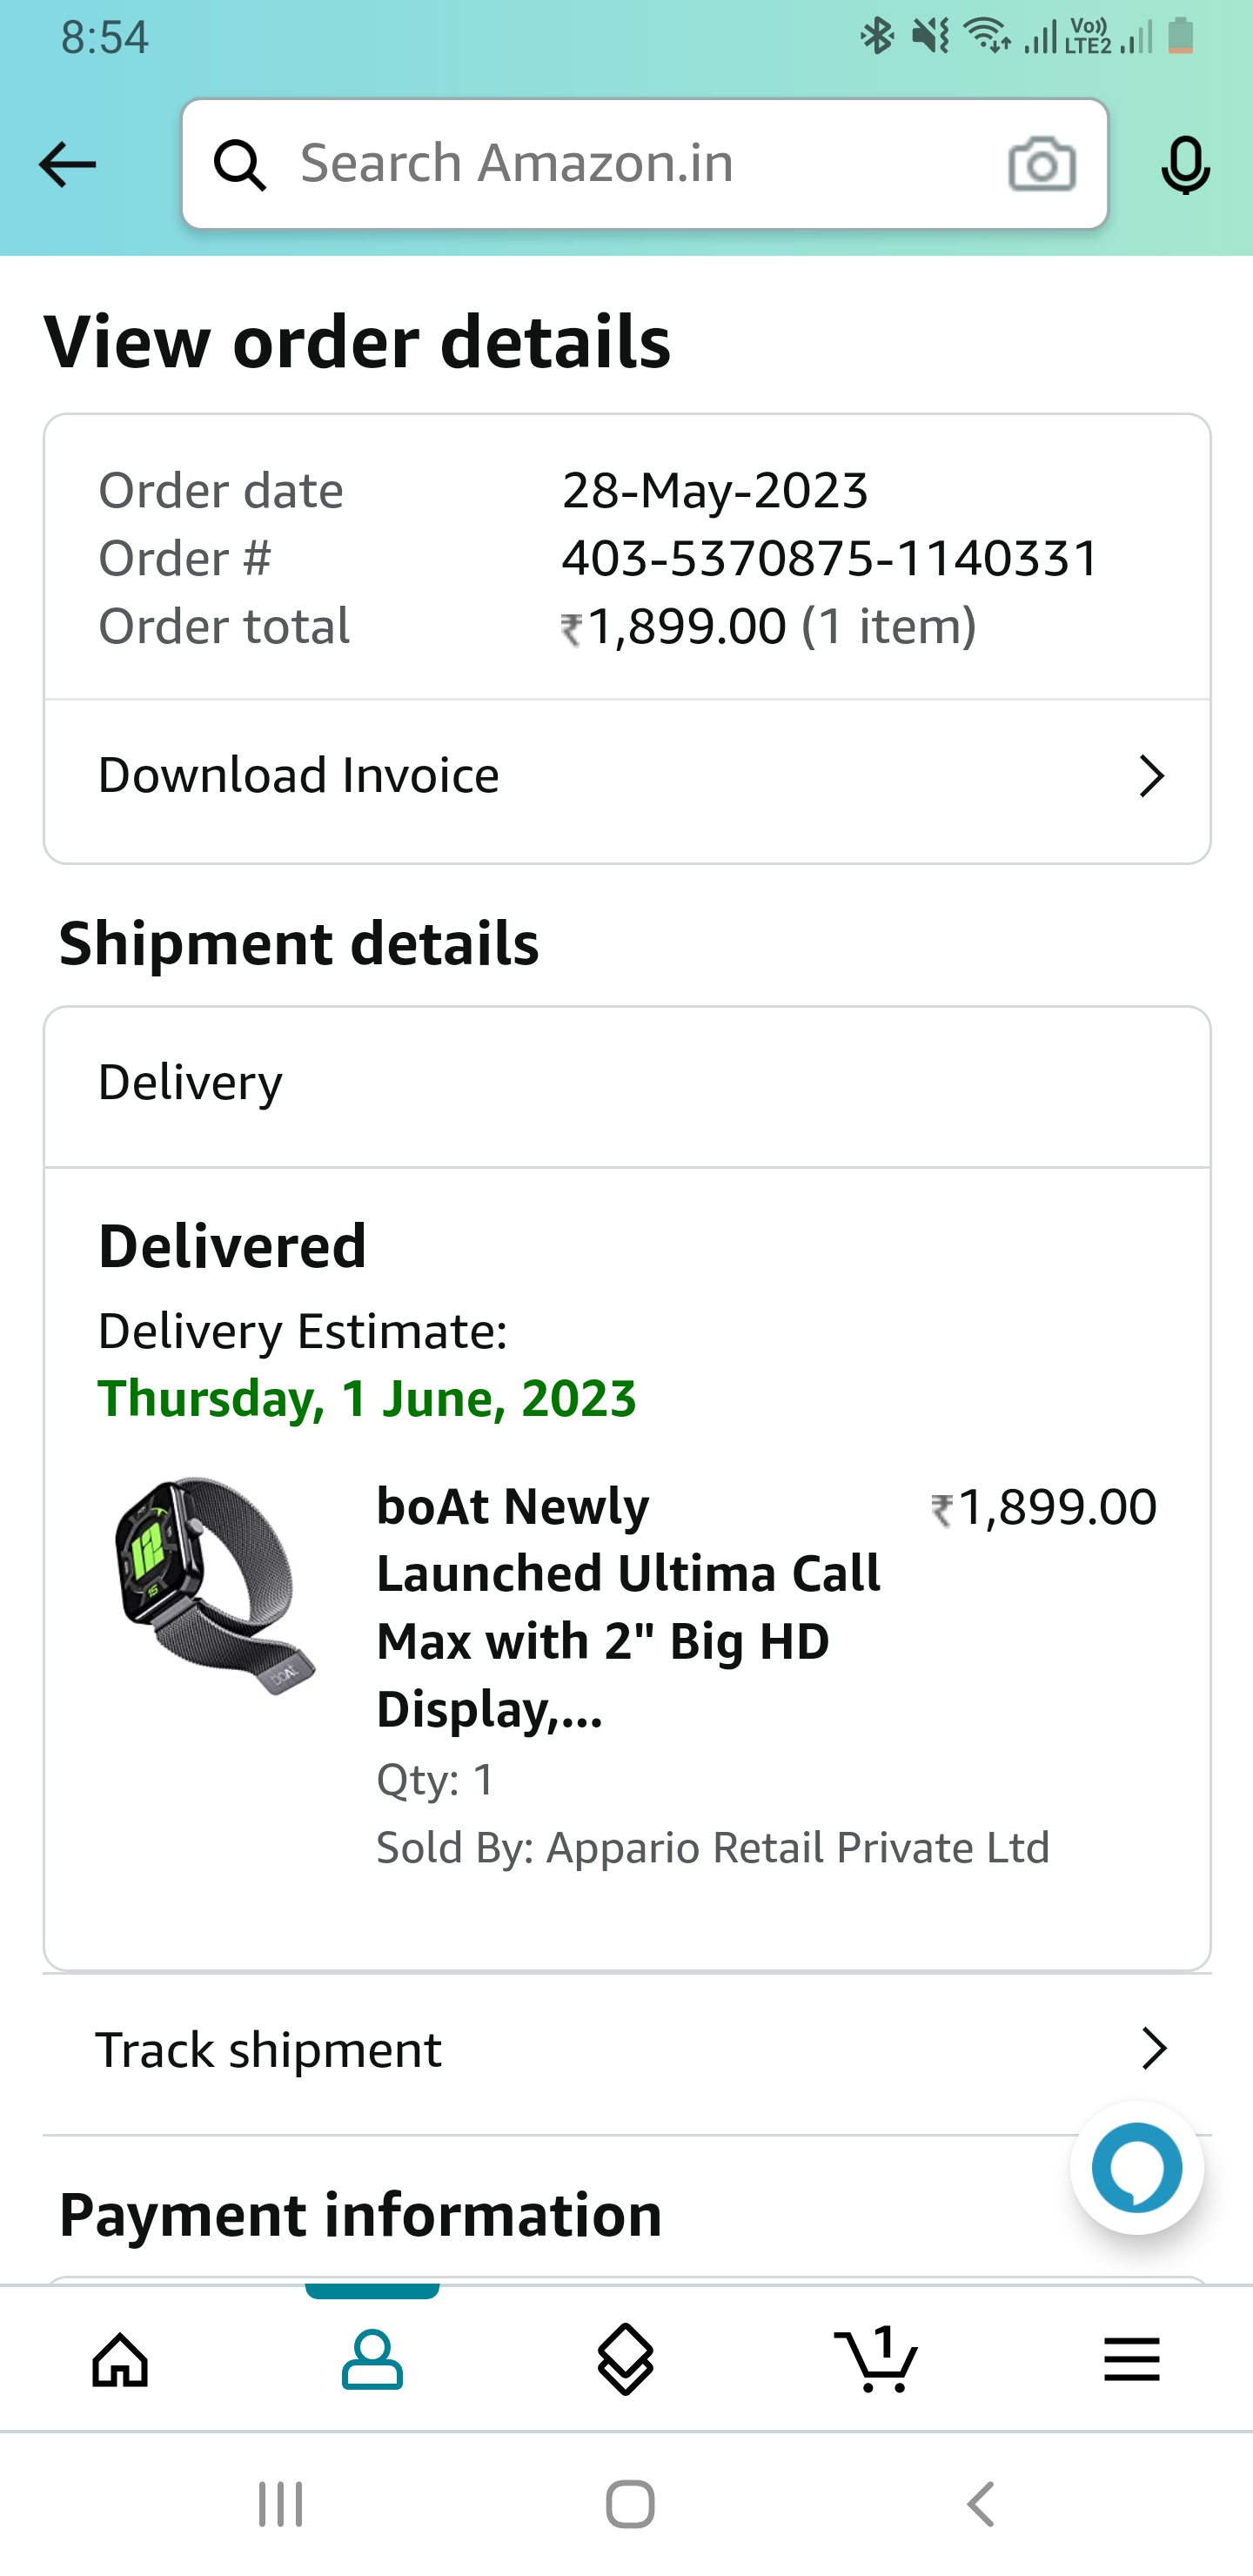 8:54
Vo))
LTE2
Search Amazon.in
View order details
Order date 28-May-2023
Order # 403-5370875-1140331
Order total ₹1,899.00 (1 item)
Download Invoice
Shipment details
Delivery
Delivered
Delivery Estimate:
Thursday, 1 June, 2023
boAt Newly ₹1,899.00
Launched Ultima Call
Max with 2" Big HD
Display,...
Qty: 1
Sold By: Appario Retail Private Ltd
12
15
boAt
Track shipment
Payment information
1